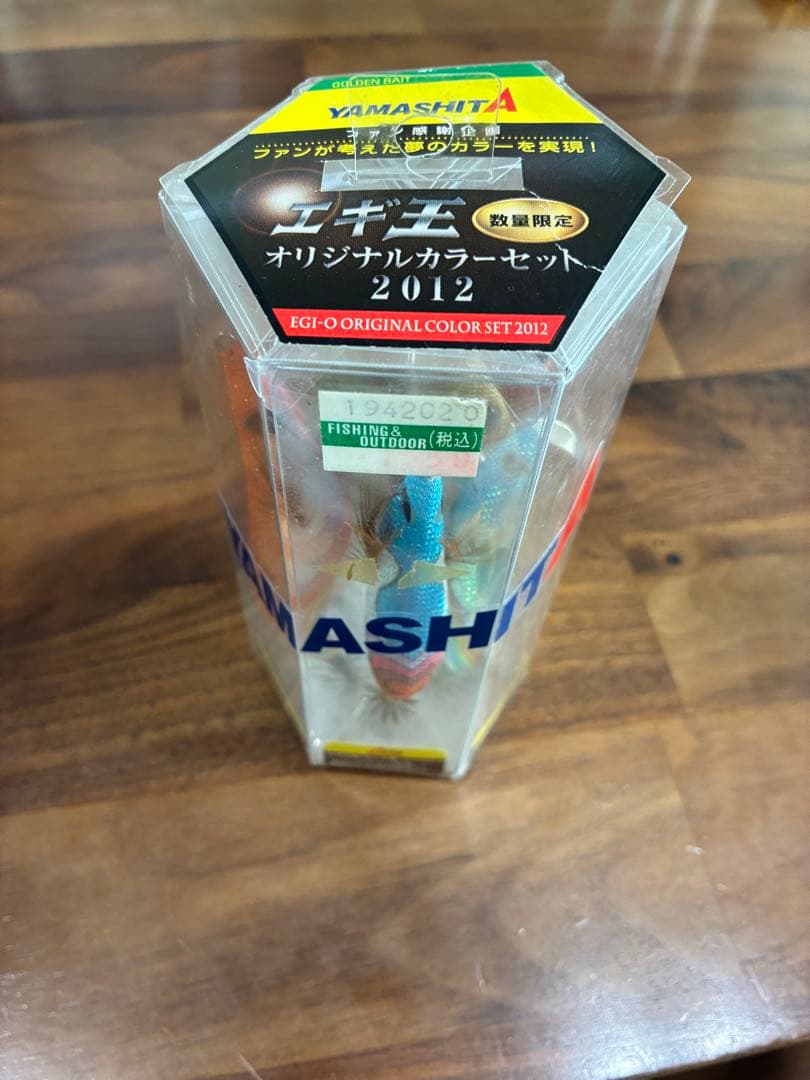 GOLDEN BAIT
YAMASHITA
ファン感謝企画
ファンが考えた夢のカラーを実現！
エギ王
数量限定
オリジナルカラーセット
2012
EGI-O ORIGINAL COLOR SET 2012
1942020
FISHING &
OUTDOOR (税込)
YAMASHITA